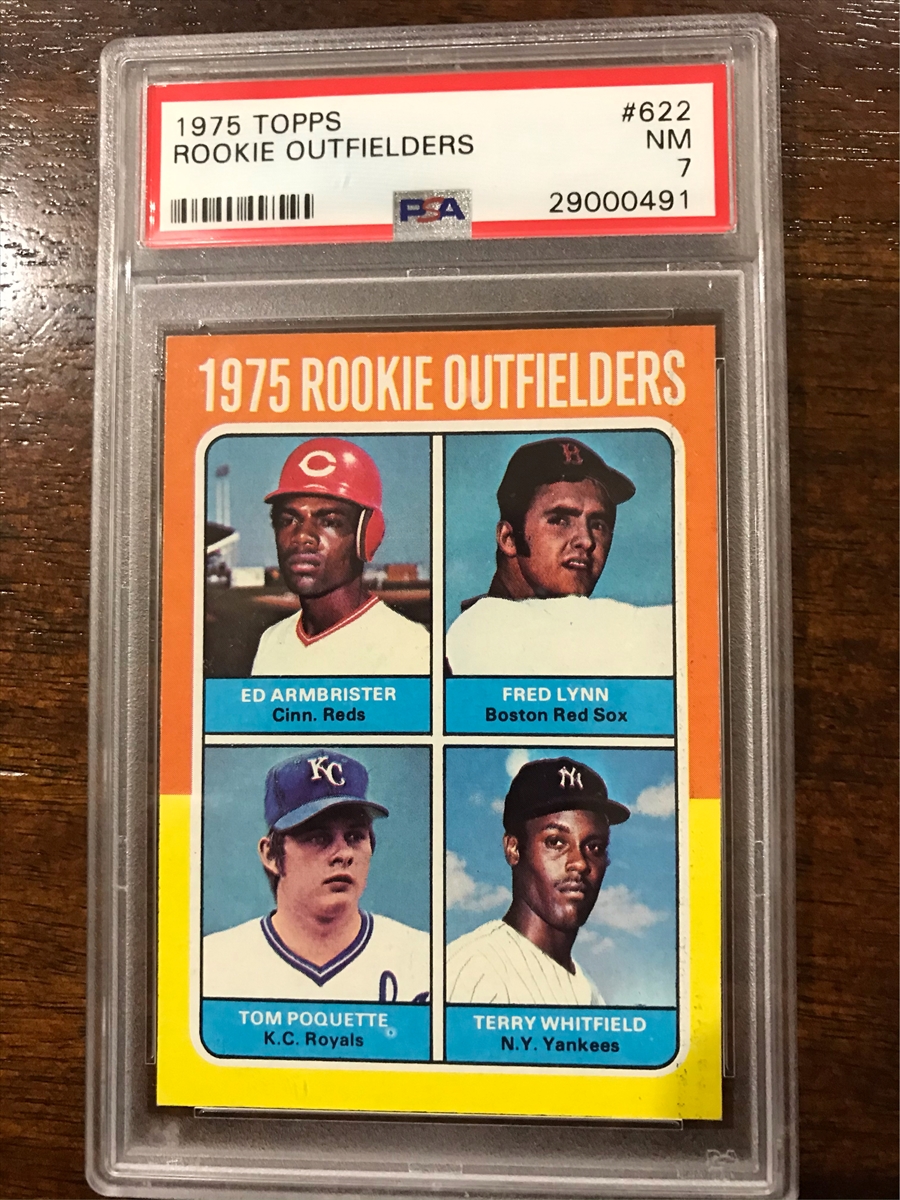 1975 TOPPS #622
ROOKIE OUTFIELDERS NM
7
29000491
PSA
1975 ROOKIE OUTFIELDERS
C
B
ED ARMBRISTER
Cinn. Reds
FRED LYNN
Boston Red Sox
KC
NY
TOM POQUETTE
K.C. Royals
TERRY WHITFIELD
N.Y. Yankees